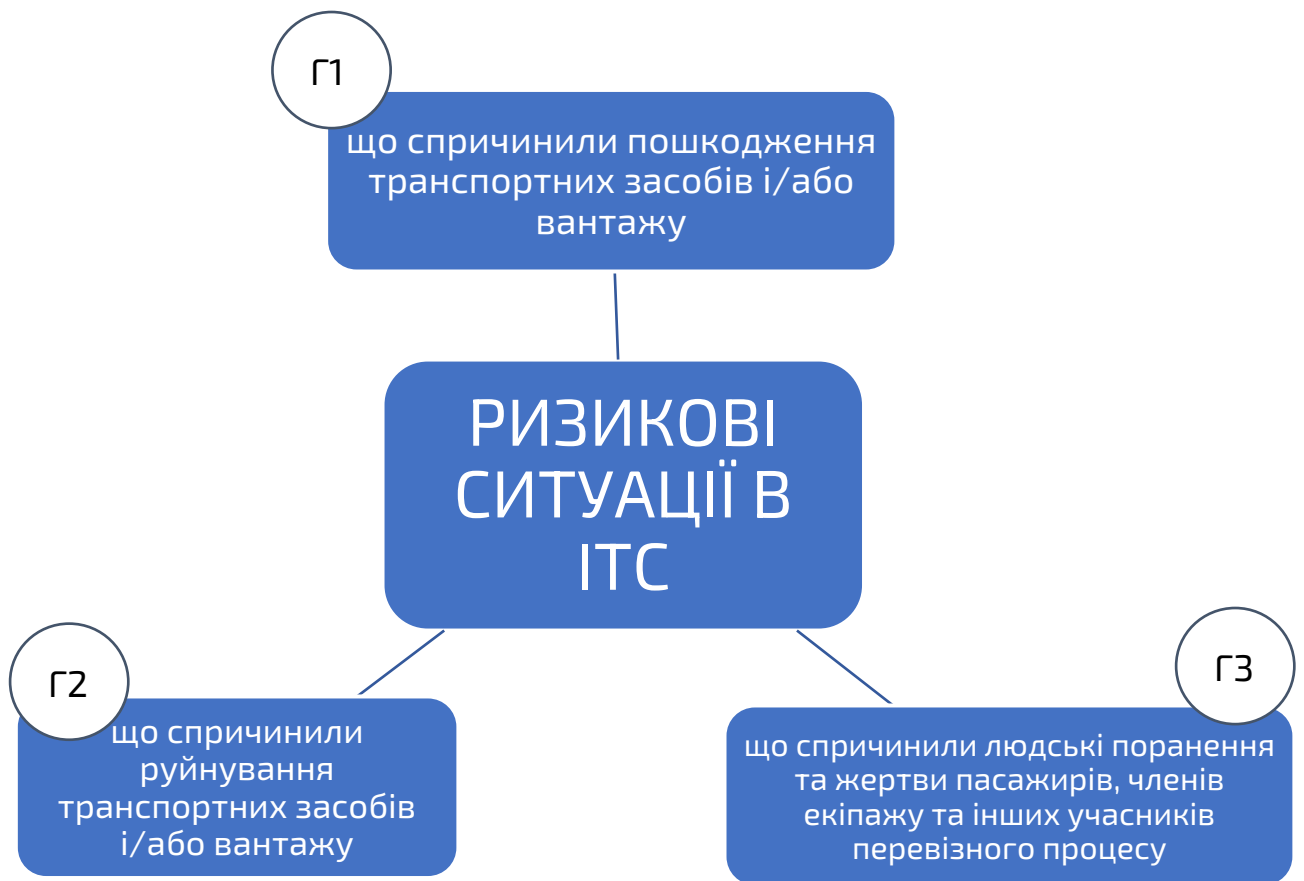 Г1
що спричинили пошкодження
транспортних засобів і/або
вантажу
РИЗИКОВІ
СИТУАЦІЇ В
ІТС
Г2
що спричинили
руйнування
транспортних засобів
і/або вантажу
Г3
що спричинили людські поранення
та жертви пасажирів, членів
екіпажу та інших учасників
перевізного процесу